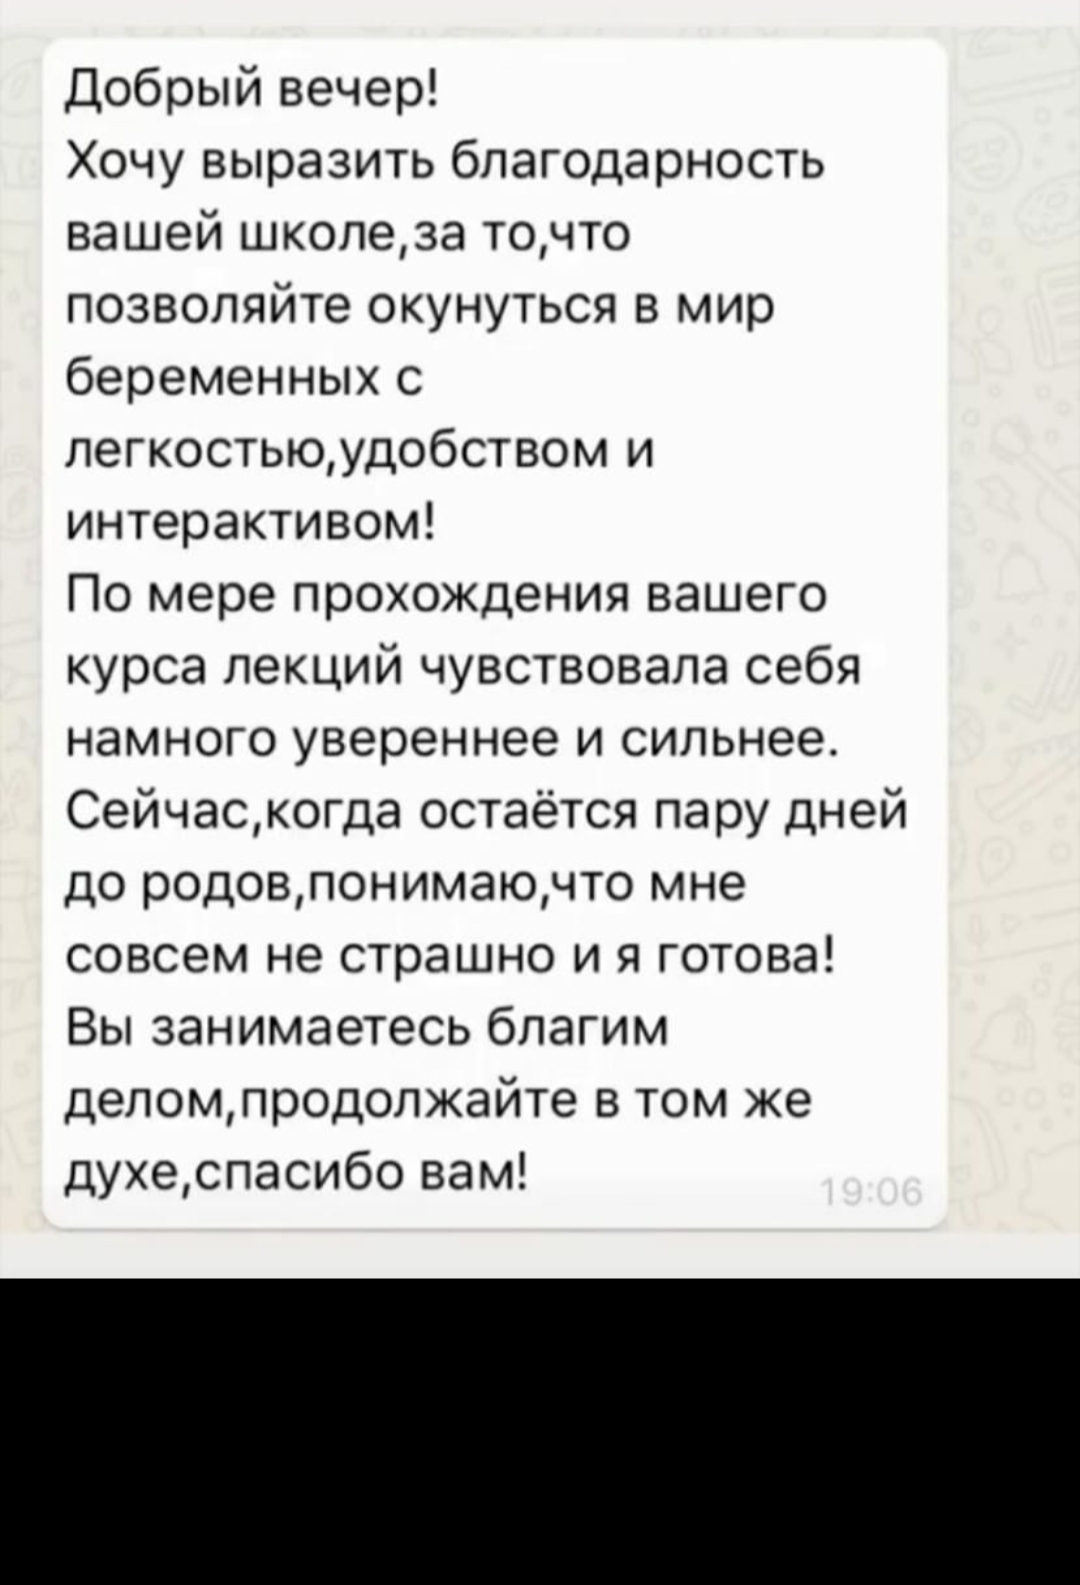 Добрый вечер!
Хочу выразить благодарность
вашей школе,за то,что
позволяйте окунуться в мир
беременных с
легкостью,удобством и
интерактивом!
По мере прохождения вашего
курса лекций чувствовала себя
намного увереннее и сильнее.
Сейчас,когда остаётся пару дней
до родов,понимаю,что мне
совсем не страшно и я готова!
Вы занимаетесь благим
делом,продолжайте в том же
духе,спасибо вам!
19:06